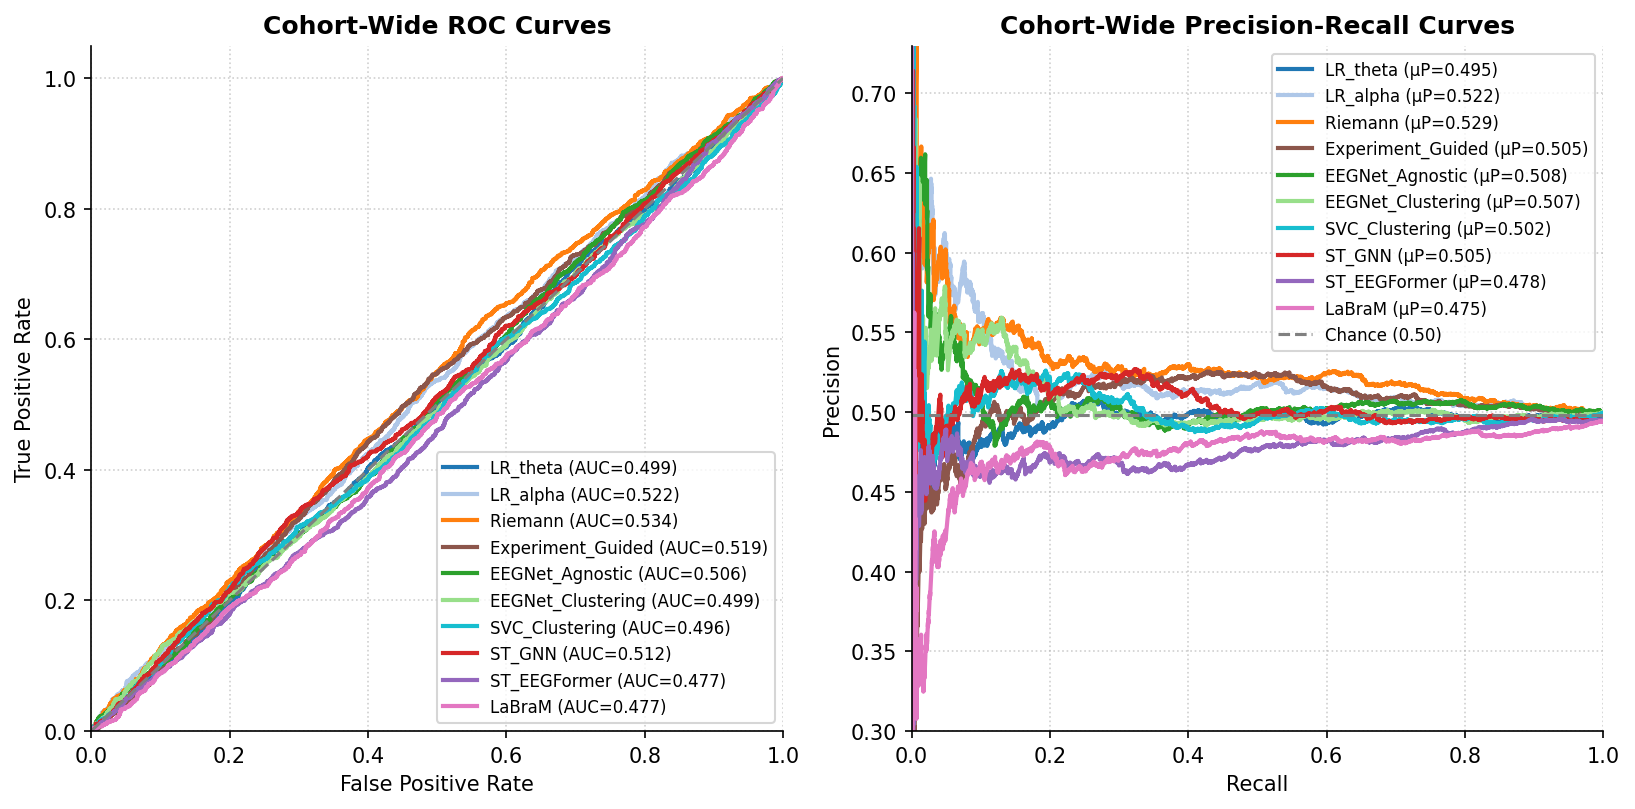 Cohort-Wide ROC Curves
True Positive Rate
1.0
0.8
0.6
0.4
0.2
0.0
LR_theta (AUC=0.499)
LR_alpha (AUC=0.522)
Riemann (AUC=0.534)
Experiment_Guided (AUC=0.519)
EEGNet_Agnostic (AUC=0.506)
EEGNet_Clustering (AUC=0.499)
SVC_Clustering (AUC=0.496)
ST_GNN (AUC=0.512)
ST_EEGFormer (AUC=0.477)
LaBraM (AUC=0.477)
0.0 0.2 0.4 0.6 0.8 1.0
False Positive Rate
Cohort-Wide Precision-Recall Curves
Precision
0.70
0.65
0.60
0.55
0.50
0.45
0.40
0.35
0.30
LR_theta (µP=0.495)
LR_alpha (µP=0.522)
Riemann (µP=0.529)
Experiment_Guided (µP=0.505)
EEGNet_Agnostic (µP=0.508)
EEGNet_Clustering (µP=0.507)
SVC_Clustering (µP=0.502)
ST_GNN (µP=0.505)
ST_EEGFormer (µP=0.478)
LaBraM (µP=0.475)
Chance (0.50)
0.0 0.2 0.4 0.6 0.8 1.0
Recall